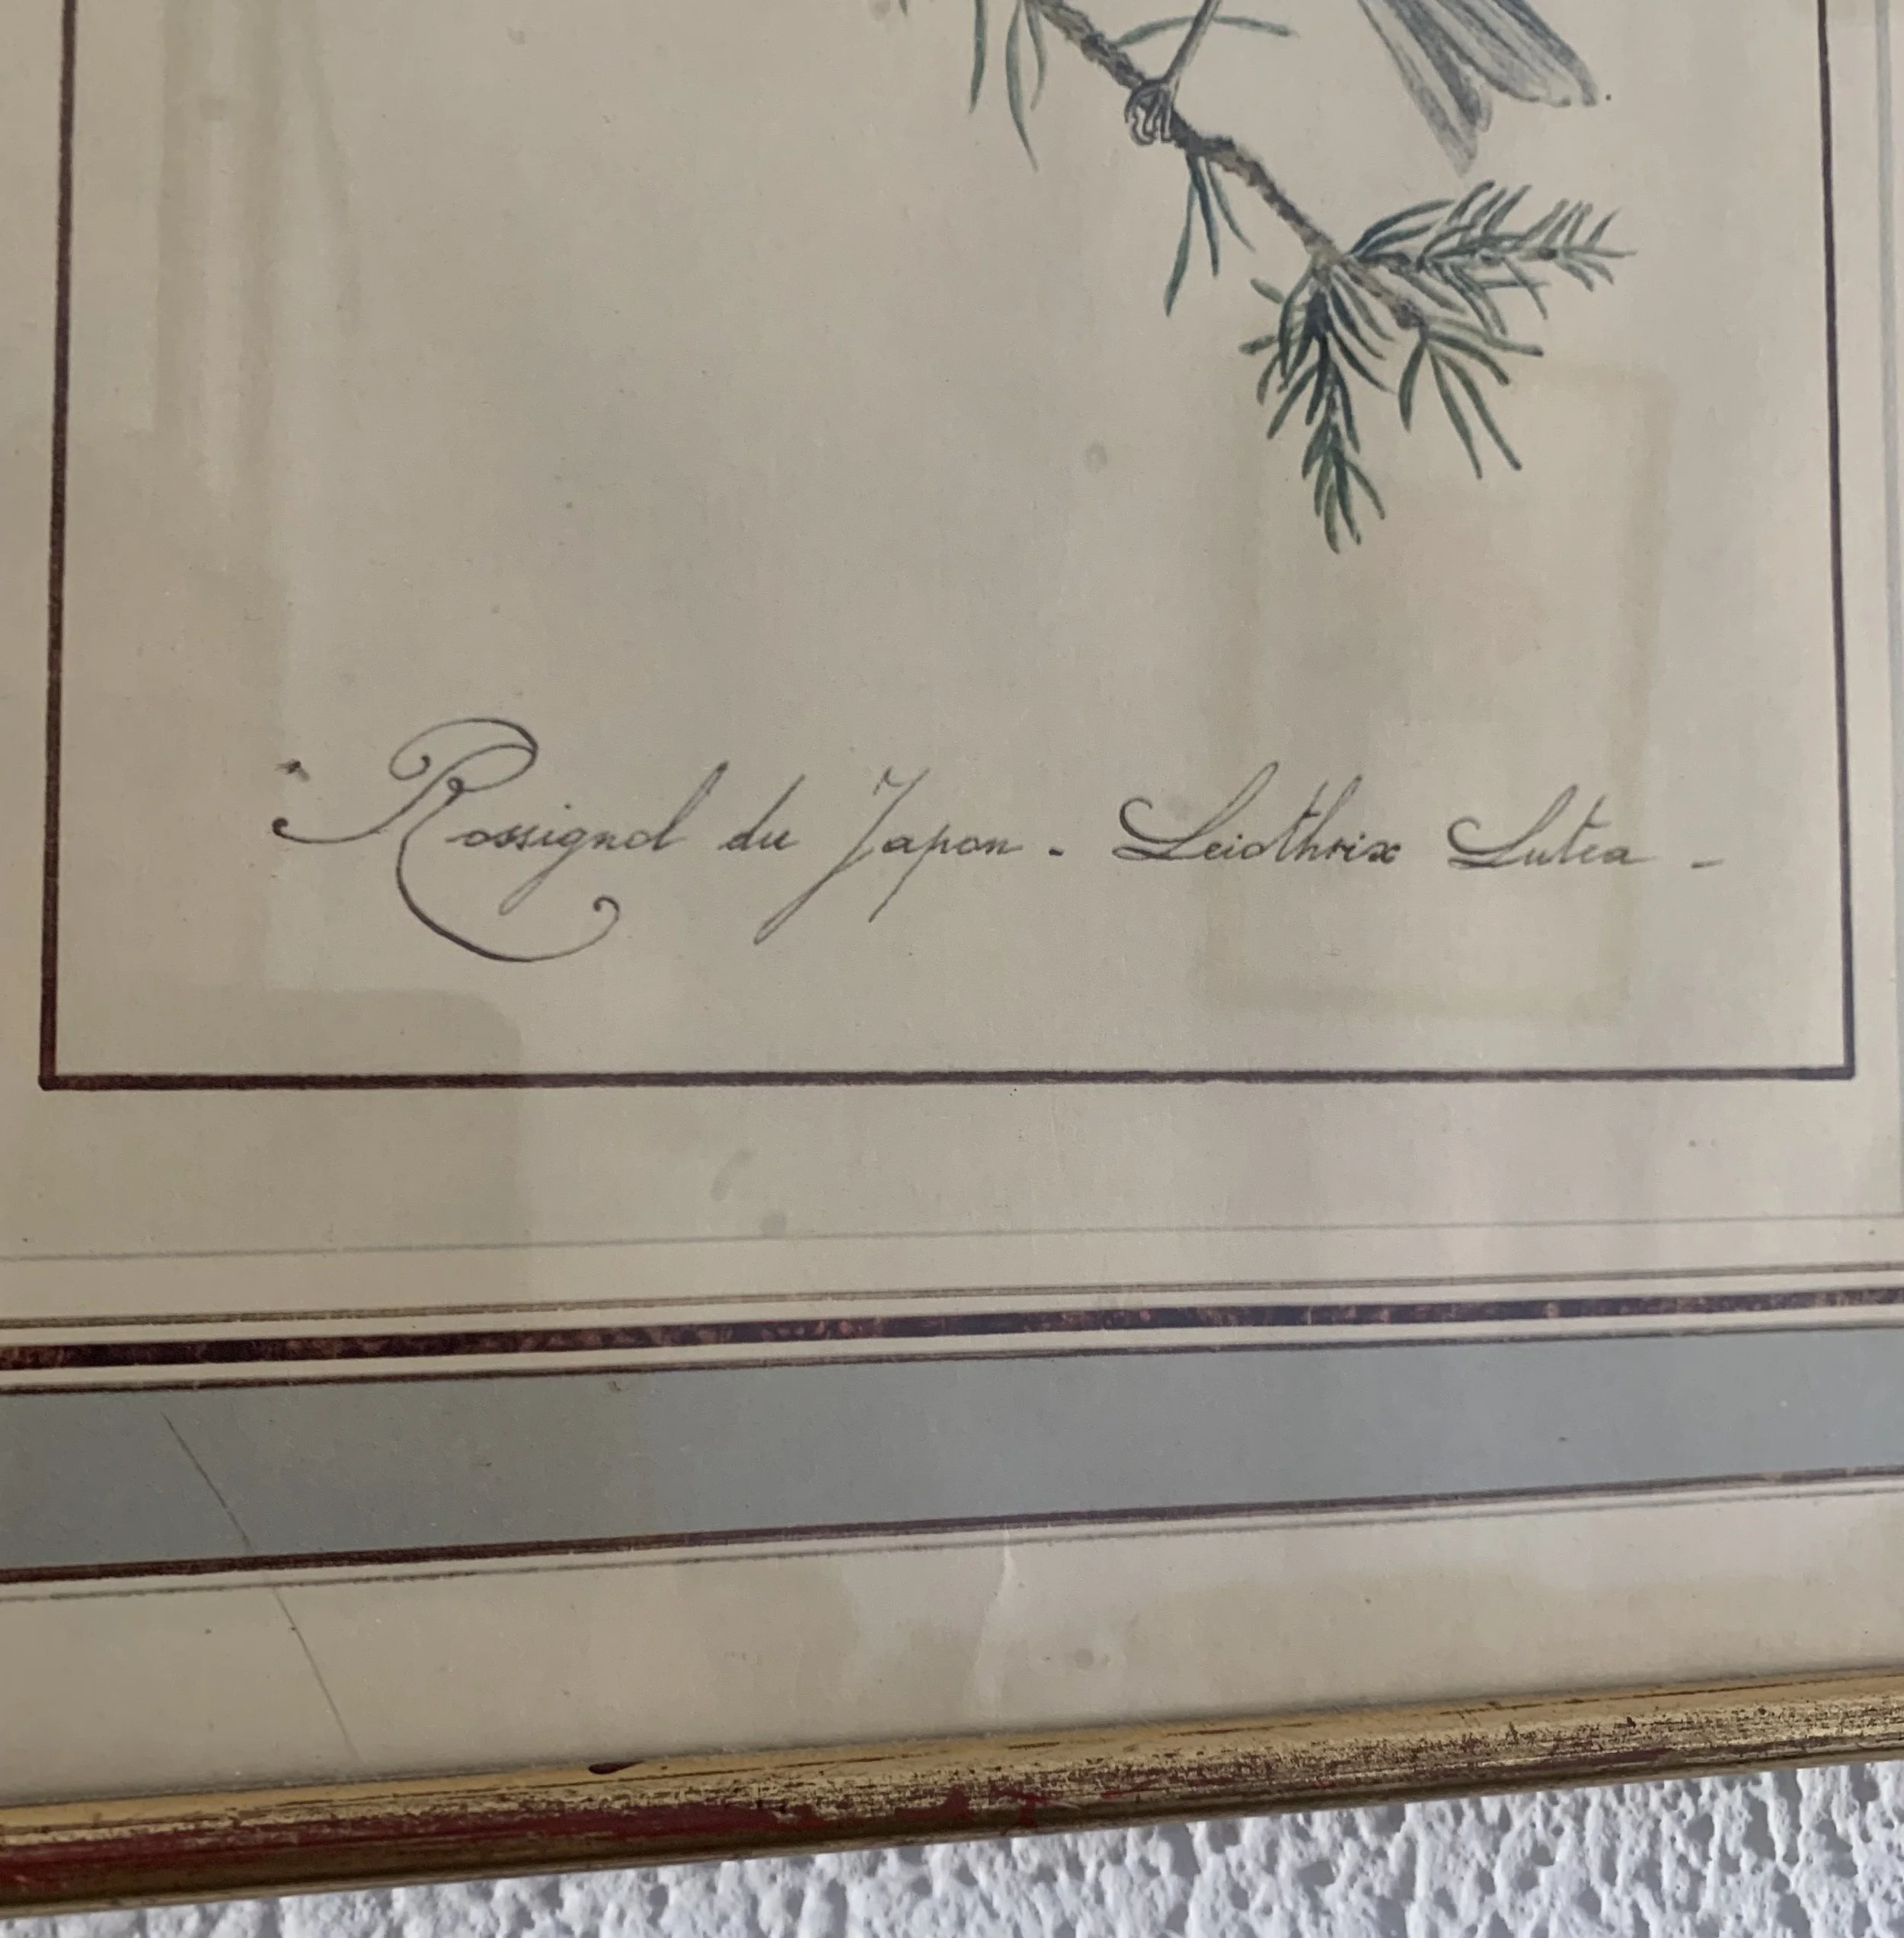 Rossignol du Japon - Leiothrix Lutea -